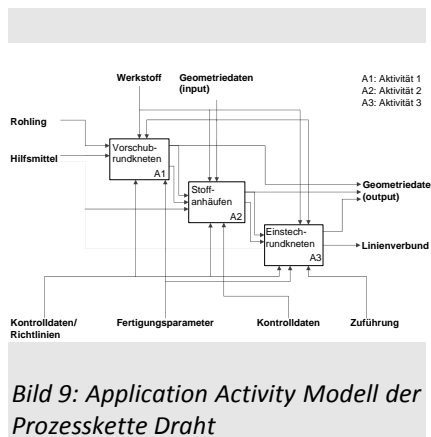 Werkstoff
Geometriedaten
(input)
A1: Aktivität 1
A2: Aktivität 2
A3: Aktivität 3
Rohling
Hilfsmittel
Vorschub-
rundkneten
A1
Stoff-
anhäufen
A2
Einstech-
rundkneten
A3
Geometriedate
(output)
Linienverbund
Kontrolldaten/
Richtlinien
Fertigungsparameter
Kontrolldaten
Zuführung
Bild 9: Application Activity Modell der
Prozesskette Draht